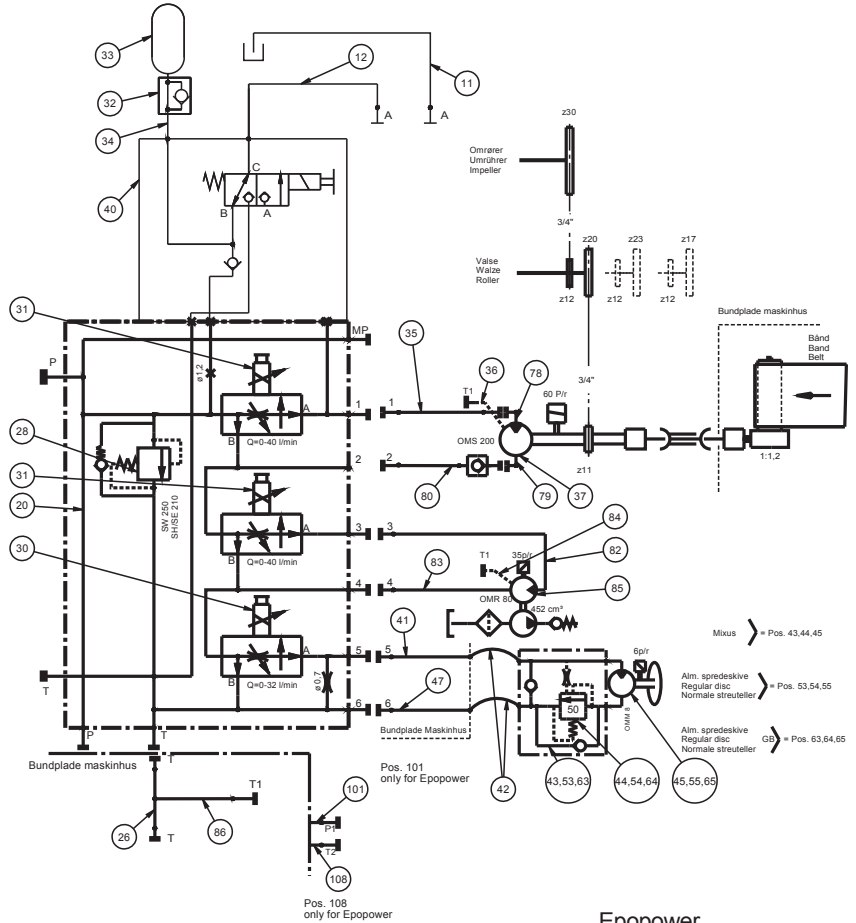 33
32
34
40
12
11
A
A
C
B
A
z30
Omrører
Umrührer
Impeller
3/4"
Valse
Walze
Roller
z20
z23
z17
z12
z12
z12
Bundplade maskinhus
Bånd
Band
Belt
1:1,2
3/4"
z11
31
P
MP
ø 1,2
A
B
Q=0-40 l/min
1
1
35
T1
36
78
60 P/r
OMS 200
28
31
20
SW 250
SH/SE 210
2
2
80
79
37
A
B
Q=0-40 l/min
3
3
84
82
30
4
4
83
T1
35p/r
OMR 80
85
452 cm³
A
B
Q=0-32 l/min
ø 0,7
5
5
41
6
6
47
T
P
T
T
Bundplade maskinhus
Bundplade Maskinhus
42
50
6p/r
OMM 8
43,53,63
44,54,64
45,55,65
Mixus
= Pos. 43,44,45
Alm. spredeskive
Regular disc
Normale streuteller
= Pos. 53,54,55
Alm. spredeskive
Regular disc
Normale streuteller
GB
= Pos. 63,64,65
Pos. 101
only for Epopower
T1
26
86
T
101
P1
T2
108
Pos. 108
only for Epopower
Epopower